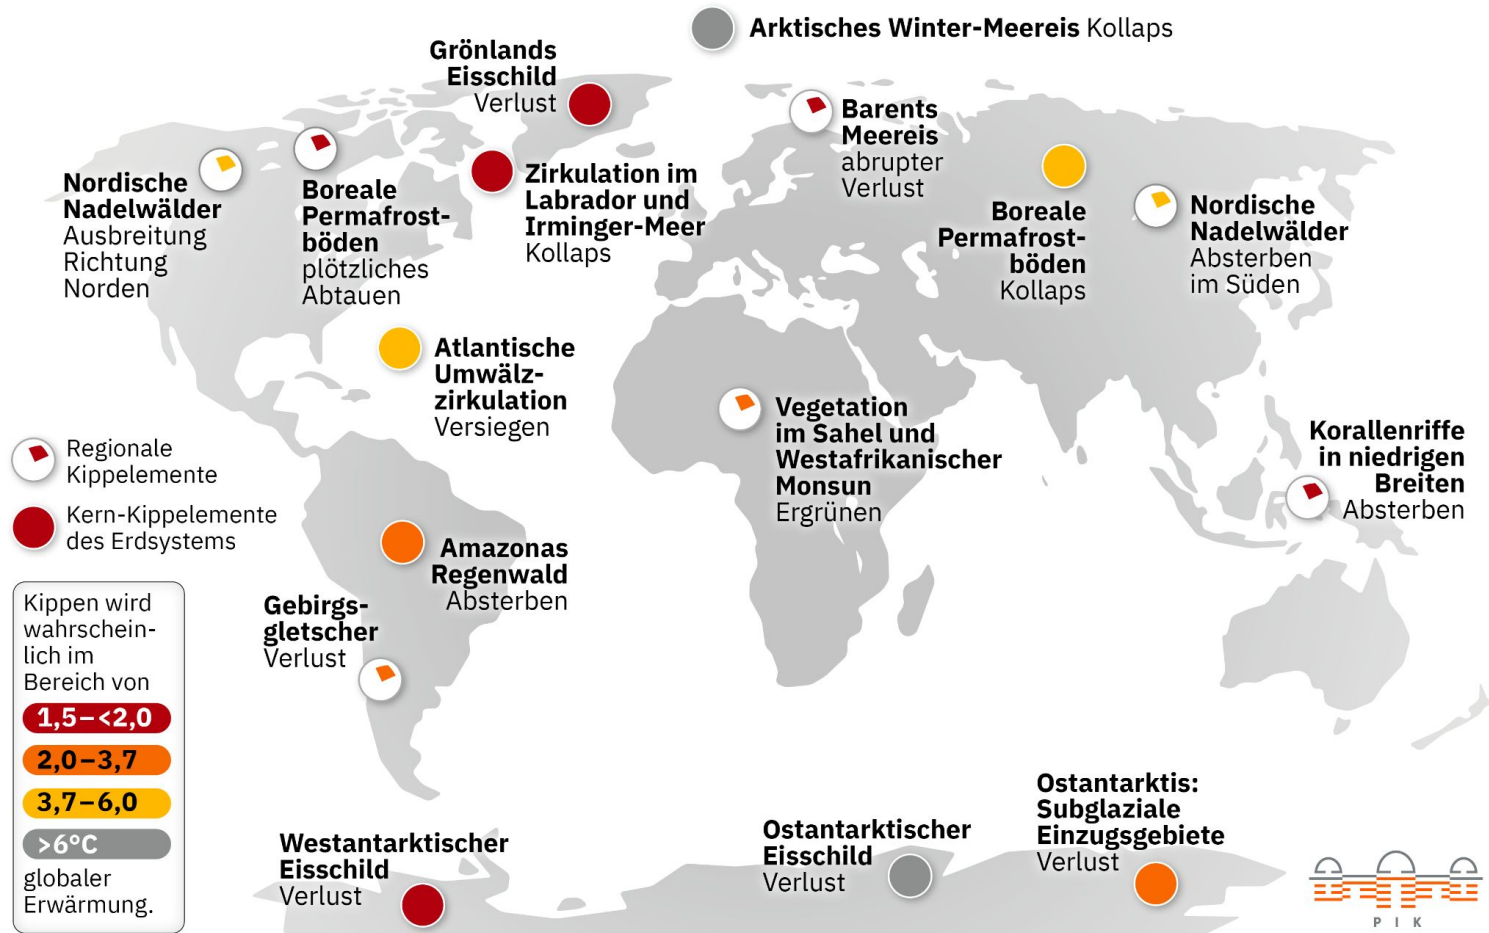 Arktisches Winter-Meereis Kollaps
Grönlands
Eisschild
Verlust
Barents
Meereis
abrupter
Verlust
Nordische
Nadelwälder
Ausbreitung
Richtung
Norden
Boreale
Permafrost-
böden
plötzliches
Abtauen
Zirkulation im
Labrador und
Irminger-Meer
Kollaps
Boreale
Permafrost-
böden
Kollaps
Nordische
Nadelwälder
Absterben
im Süden
Atlantische
Umwälz-
zirkulation
Versiegen
Vegetation
im Sahel und
Westafrikanischer
Monsun
Ergrünen
Korallenriffe
in niedrigen
Breiten
Absterben
Regionale
Kippelemente
Kern-Kippelemente
des Erdsystems
Amazonas
Regenwald
Absterben
Gebirgs-
gletscher
Verlust
Kippen wird
wahrschein-
lich im
Bereich von
1,5–<2,0
2,0–3,7
3,7–6,0
>6°C
globaler
Erwärmung.
Westantarktischer
Eisschild
Verlust
Ostantarktischer
Eisschild
Verlust
Ostantarktis:
Subglaziale
Einzugsgebiete
Verlust
PIK